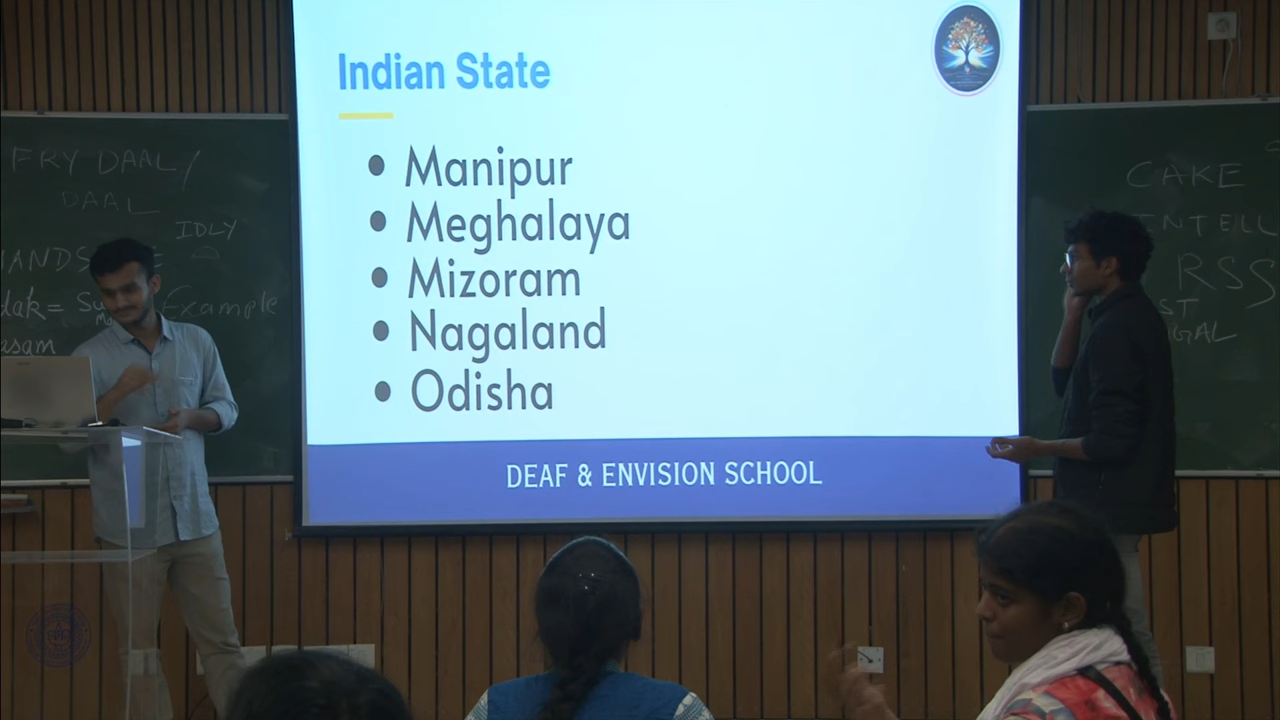 Indian State
Manipur
Meghalaya
Mizoram
Nagaland
Odisha
DEAF & ENVISION SCHOOL
FRY DAAL/
DAAL
IDLY
Example
CAKE
RSS